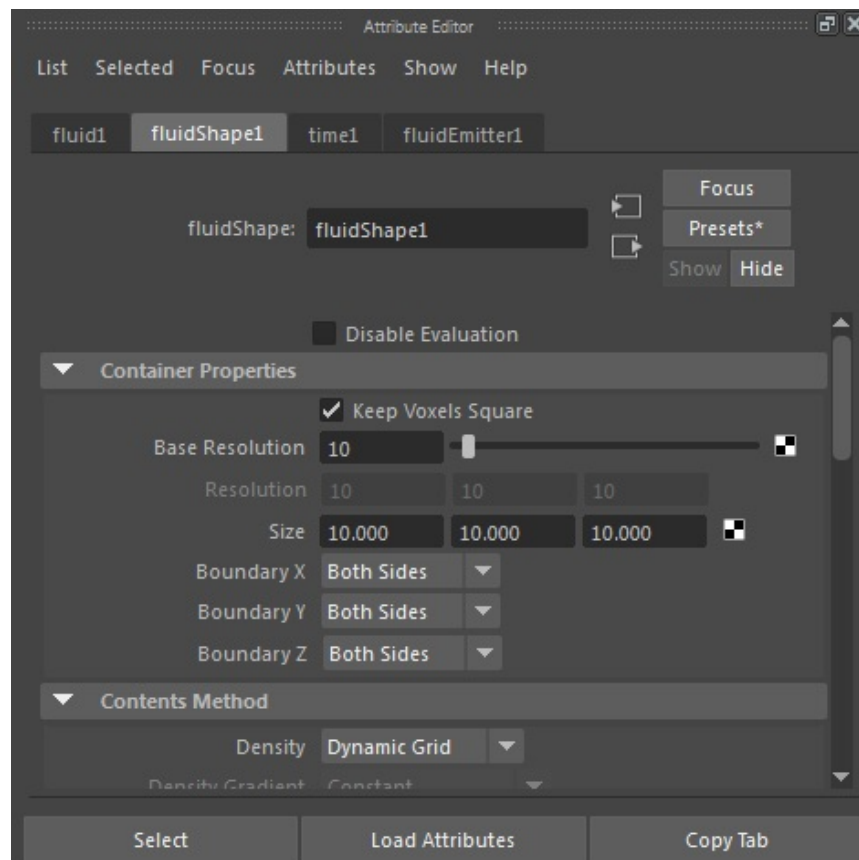 Attribute Editor
List Selected Focus Attributes Show Help
fluid1 fluidShape1 time1 fluidEmitter1
Focus
fluidShape: fluidShape1 Presets*
Show Hide
Disable Evaluation
Container Properties
Keep Voxels Square
Base Resolution 10
Resolution 10 10 10
Size 10.000 10.000 10.000
Boundary X Both Sides
Boundary Y Both Sides
Boundary Z Both Sides
Contents Method
Density Dynamic Grid
Density Gradient Constant
Select Load Attributes Copy Tab